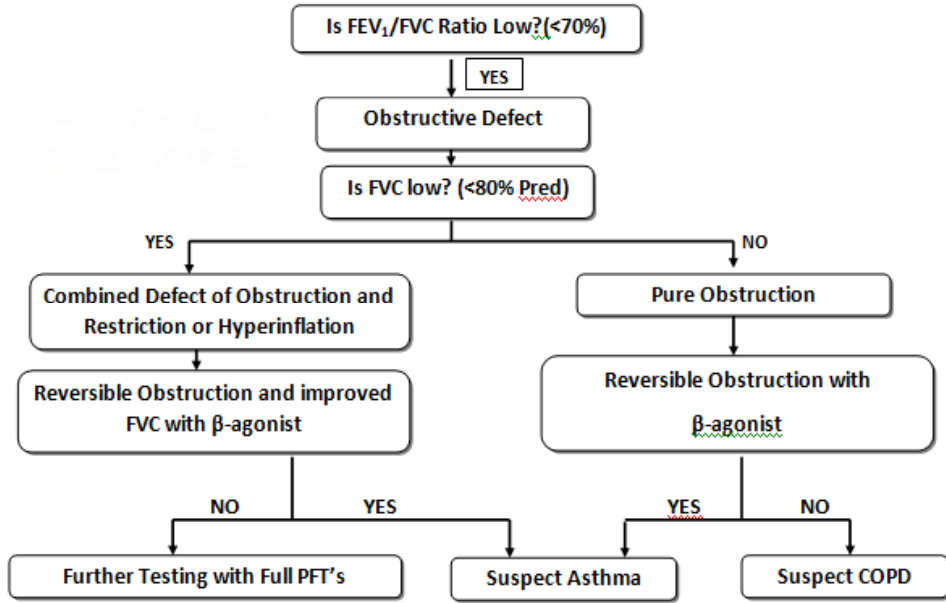 Is FEV₁/FVC Ratio Low?(<70%)
YES
Obstructive Defect
Is FVC low? (<80% Pred)
YES
NO
Combined Defect of Obstruction and
Restriction or Hyperinflation
Pure Obstruction
Reversible Obstruction and improved
FVC with β-agonist
Reversible Obstruction with
β-agonist
NO
YES
YES
NO
Further Testing with Full PFT's
Suspect Asthma
Suspect COPD